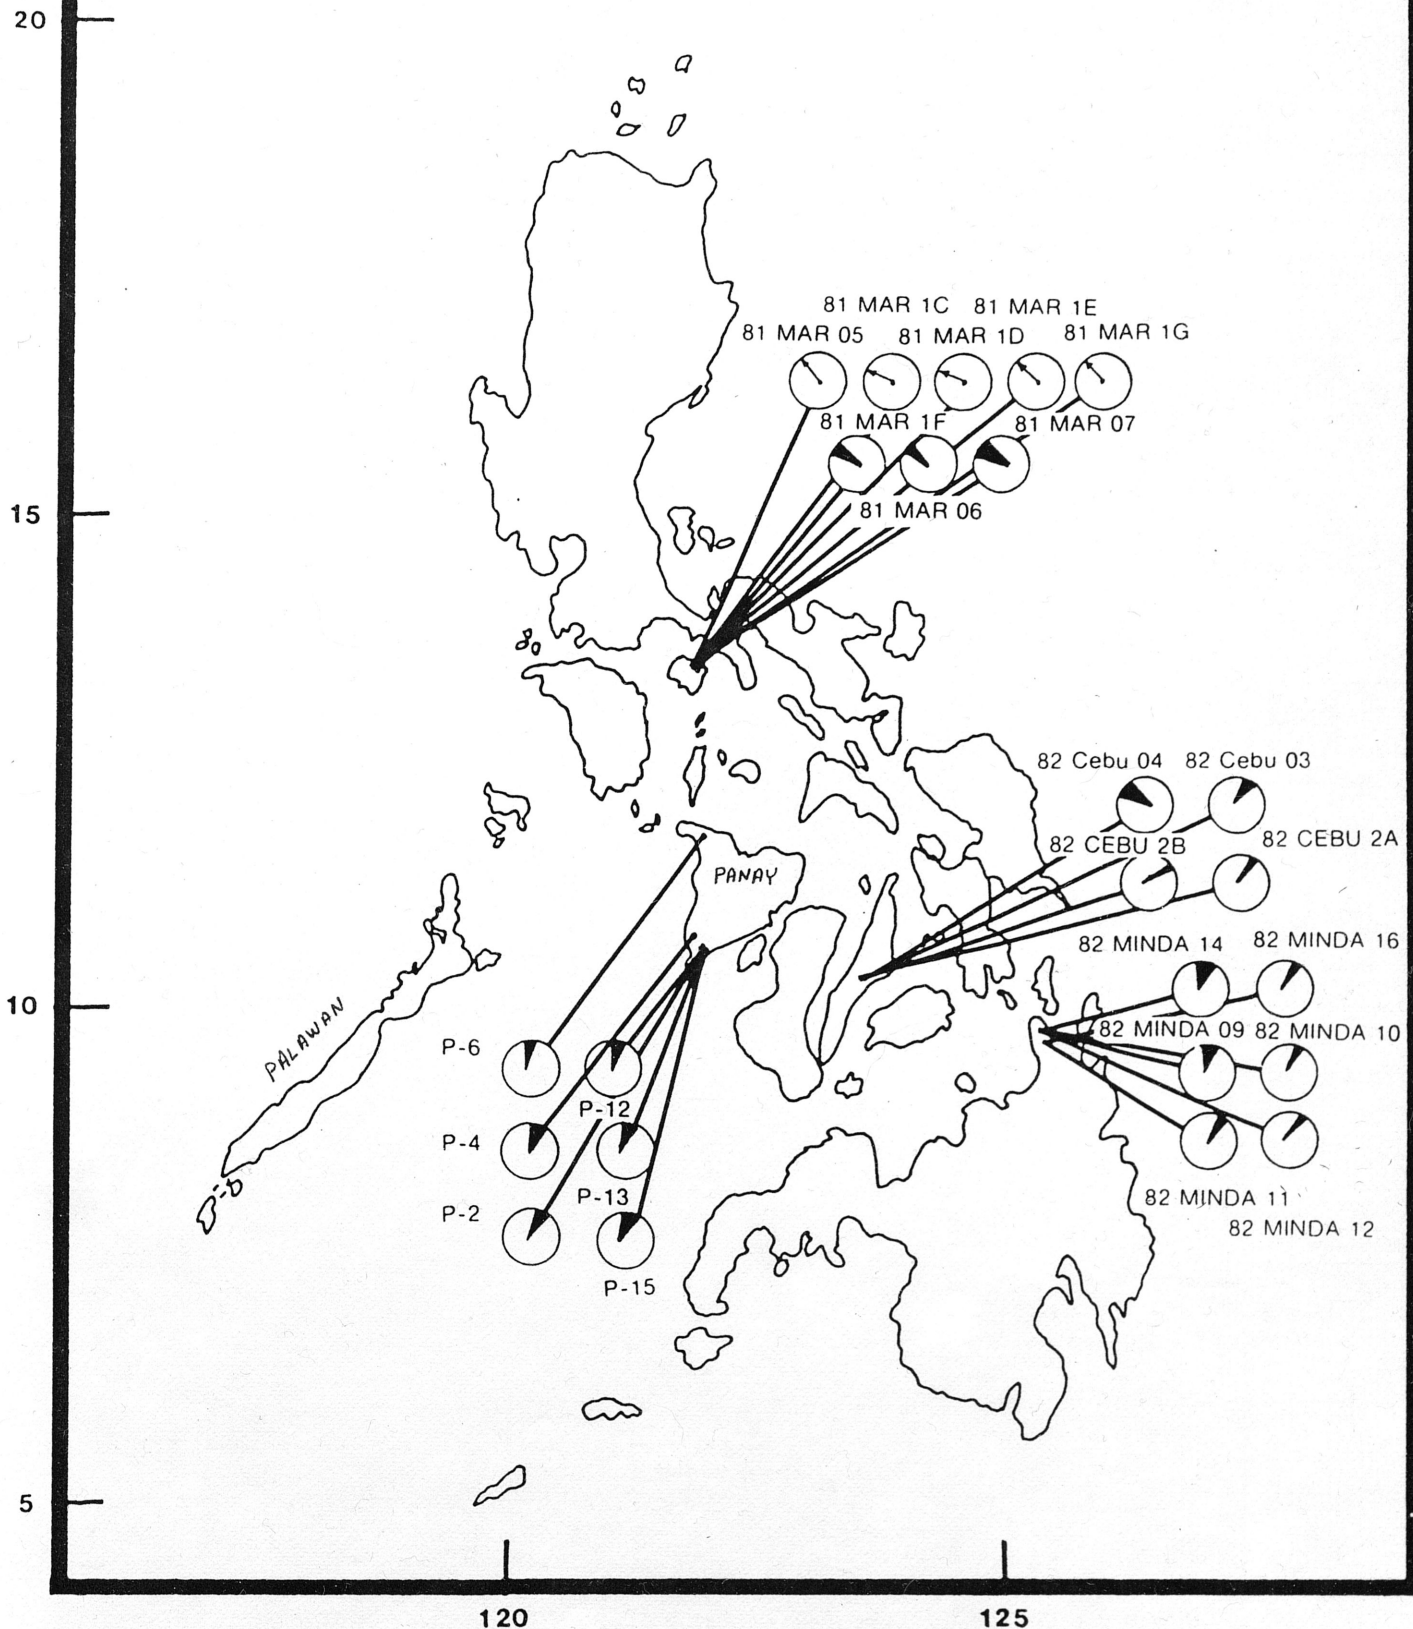 20
81 MAR 1C 81 MAR 1E
81 MAR 05 81 MAR 1D 81 MAR 1G
81 MAR 1F 81 MAR 07
15
81 MAR 06
82 Cebu 04 82 Cebu 03
82 CEBU 2B 82 CEBU 2A
PANAY
82 MINDA 14 82 MINDA 16
10
PALAWAN
82 MINDA 09 82 MINDA 10
P-6
P-12
P-4
P-13
82 MINDA 11
P-2
82 MINDA 12
P-15
5
120 125